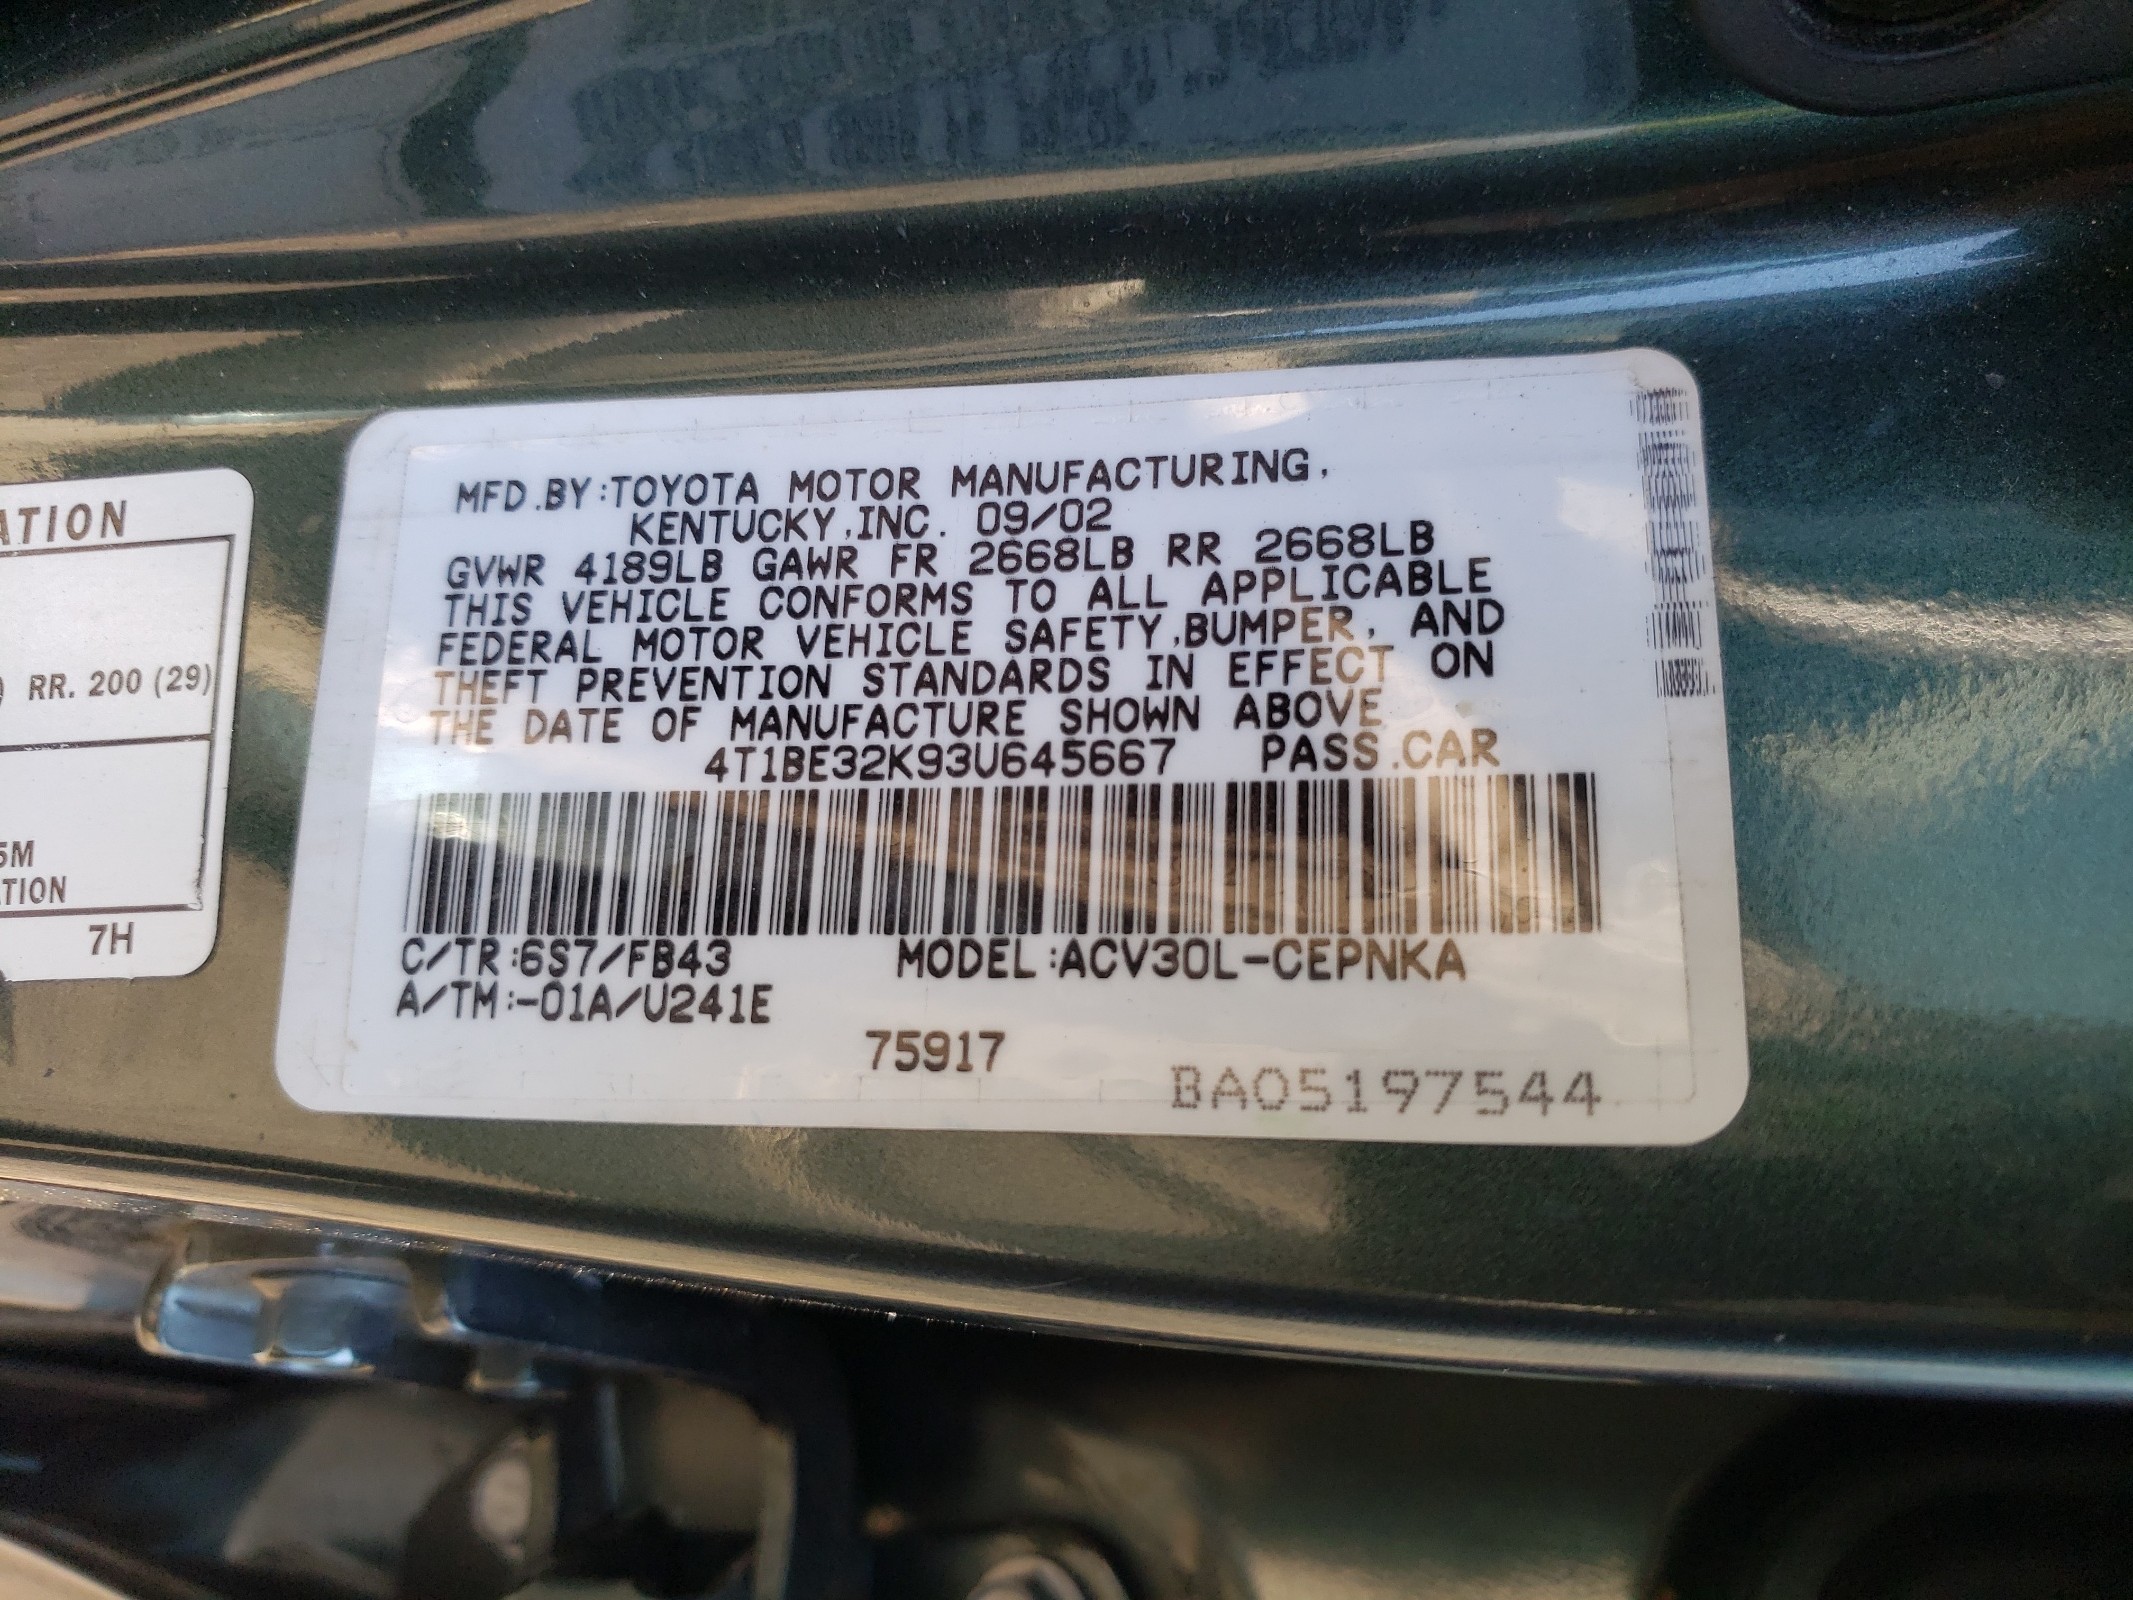 MFD.BY:TOYOTA MOTOR MANUFACTURING,
KENTUCKY,INC. 09/02
GVWR 4189LB GAWR FR 2668LB RR 2668LB
THIS VEHICLE CONFORMS TO ALL APPLICABLE
FEDERAL MOTOR VEHICLE SAFETY,BUMPER, AND
THEFT PREVENTION STANDARDS IN EFFECT ON
THE DATE OF MANUFACTURE SHOWN ABOVE
4T1BE32K93U645667 PASS.CAR
C/TR:6S7/FB43 MODEL:ACV30L-CEPNKA
A/TM:-01A/U241E
75917
BA05197544
ATION
) RR. 200 (29)
5M
TION
7H